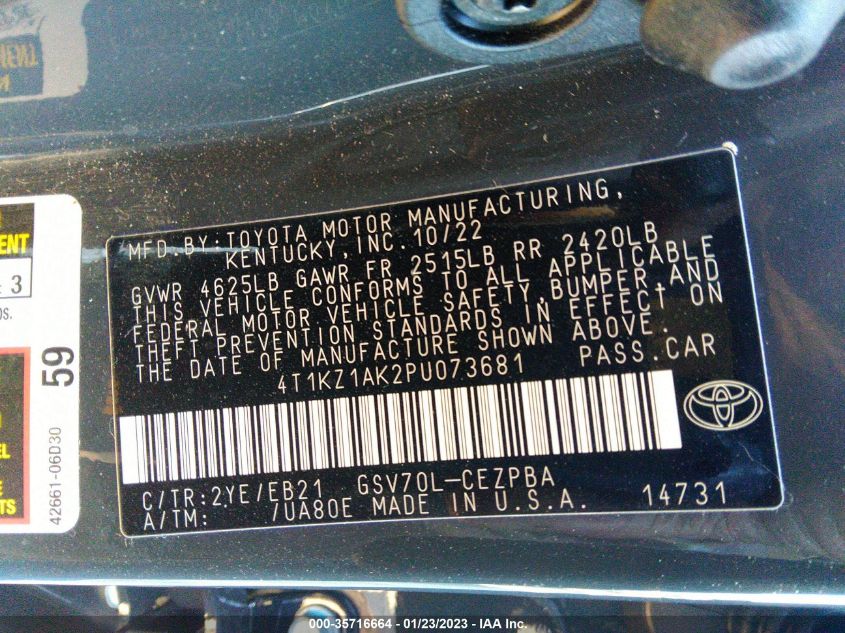 MFD.BY:TOYOTA MOTOR MANUFACTURING,
KENTUCKY,INC.10/22
GVWR 4625LB GAWR FR 2515LB RR 2420LB
THIS VEHICLE CONFORMS TO ALL APPLICABLE
FEDERAL MOTOR VEHICLE SAFETY,BUMPER,AND
THEFT PREVENTION STANDARDS IN EFFECT ON
THE DATE OF MANUFACTURE SHOWN ABOVE.
4T1KZ1AK2PU073681 PASS.CAR
C/TR:2YE/EB21 GSV70L-CEZPBA
A/TM: /UA80E MADE IN U.S.A. 14731
3
59
42661-06D30
000-35716664 / 01/23/2023 - IAA Inc.